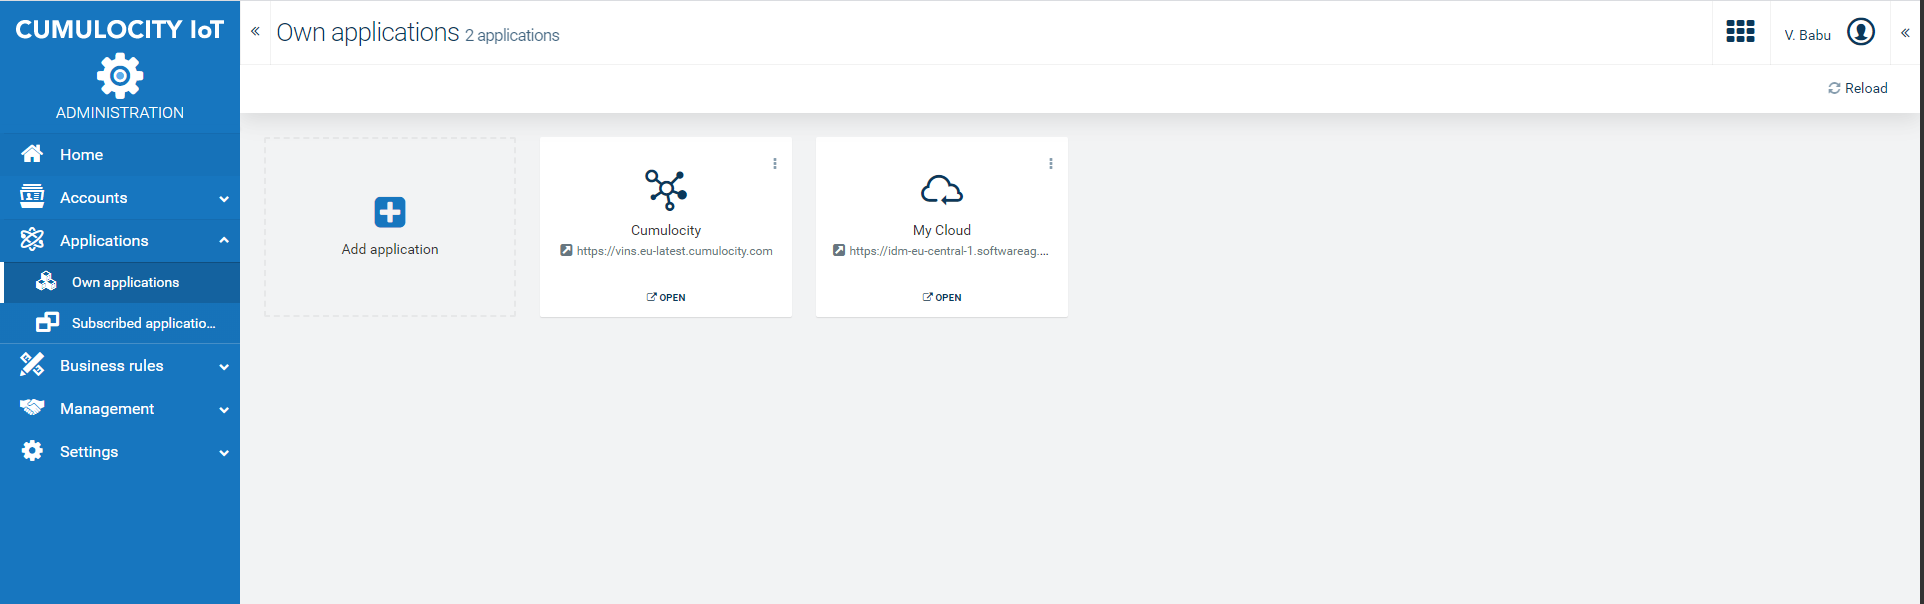 CUMULOCITY IoT
ADMINISTRATION
Home
Accounts
Applications
Own applications
Subscribed applicatio...
Business rules
Management
Settings
Own applications 2 applications
V. Babu
Reload
Add application
Cumulocity
https://vins.eu-latest.cumulocity.com
OPEN
My Cloud
https://idm-eu-central-1.softwareag....
OPEN